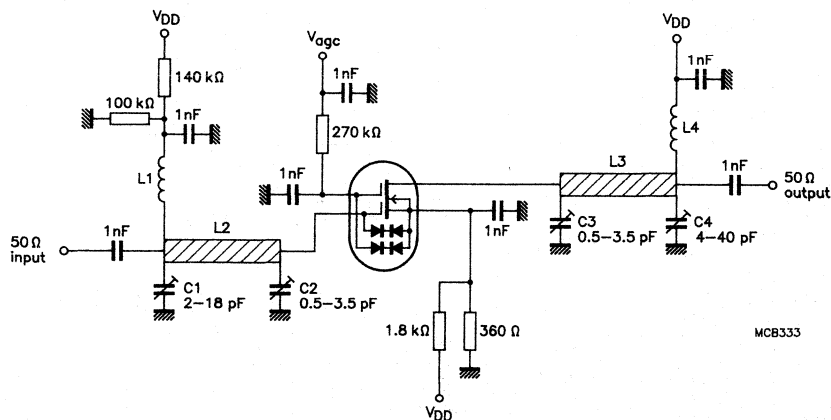 VDD
140 kΩ
100 kΩ
1nF
L1
L2
50 Ω
input
1nF
C1
2–18 pF
C2
0.5–3.5 pF
Vagc
1nF
270 kΩ
1nF
1nF
1.8 kΩ
360 Ω
VDD
VDD
1nF
L4
L3
1nF
50 Ω
output
C3
0.5–3.5 pF
C4
4–40 pF
MCB333